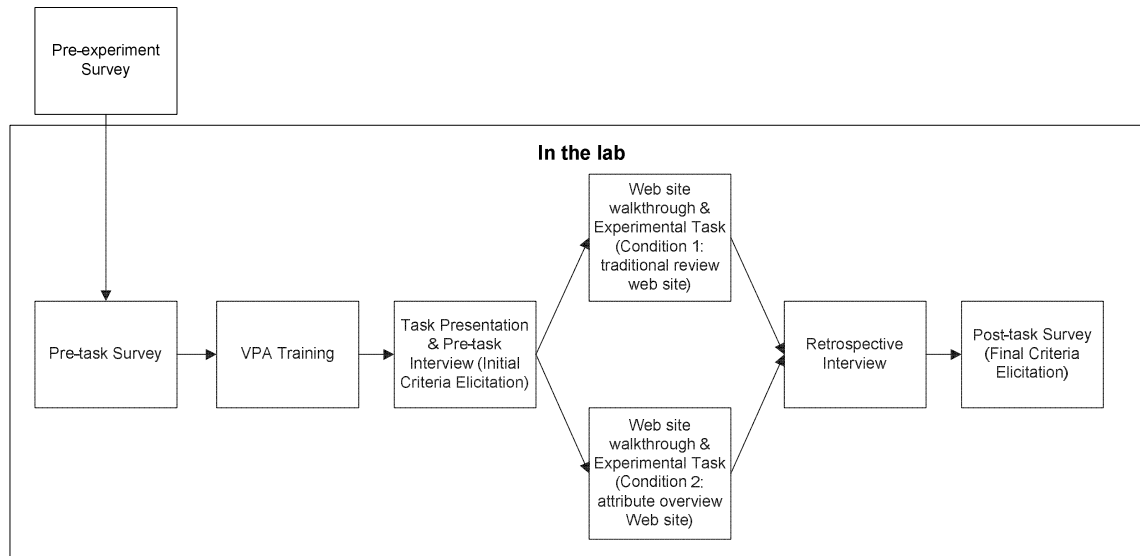 Pre-experiment
Survey
In the lab
Pre-task Survey
VPA Training
Task Presentation
& Pre-task
Interview (Initial
Criteria Elicitation)
Web site
walkthrough &
Experimental Task
(Condition 1:
traditional review
web site)
Web site
walkthrough &
Experimental Task
(Condition 2:
attribute overview
Web site)
Retrospective
Interview
Post-task Survey
(Final Criteria
Elicitation)